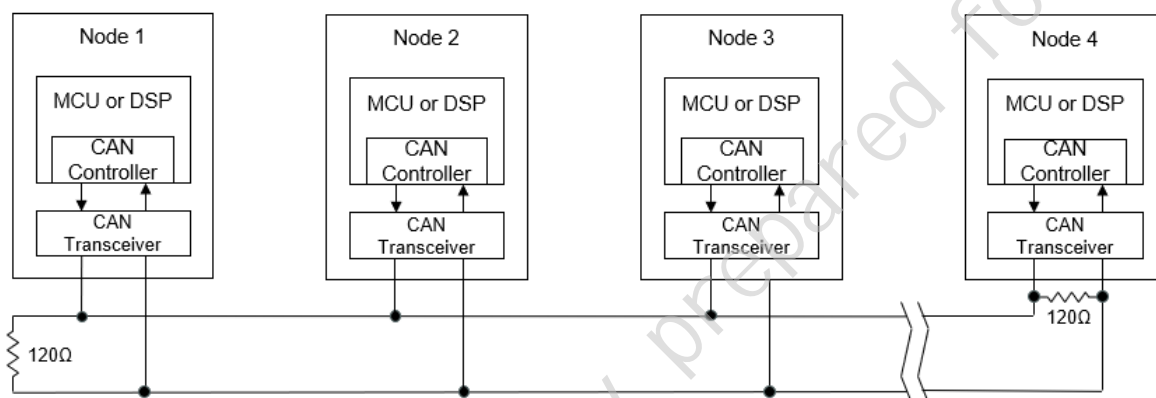 Node 1
MCU or DSP
CAN
Controller
CAN
Transceiver
Node 2
MCU or DSP
CAN
Controller
CAN
Transceiver
Node 3
MCU or DSP
CAN
Controller
CAN
Transceiver
Node 4
MCU or DSP
CAN
Controller
CAN
Transceiver
120Ω
120Ω
prepared